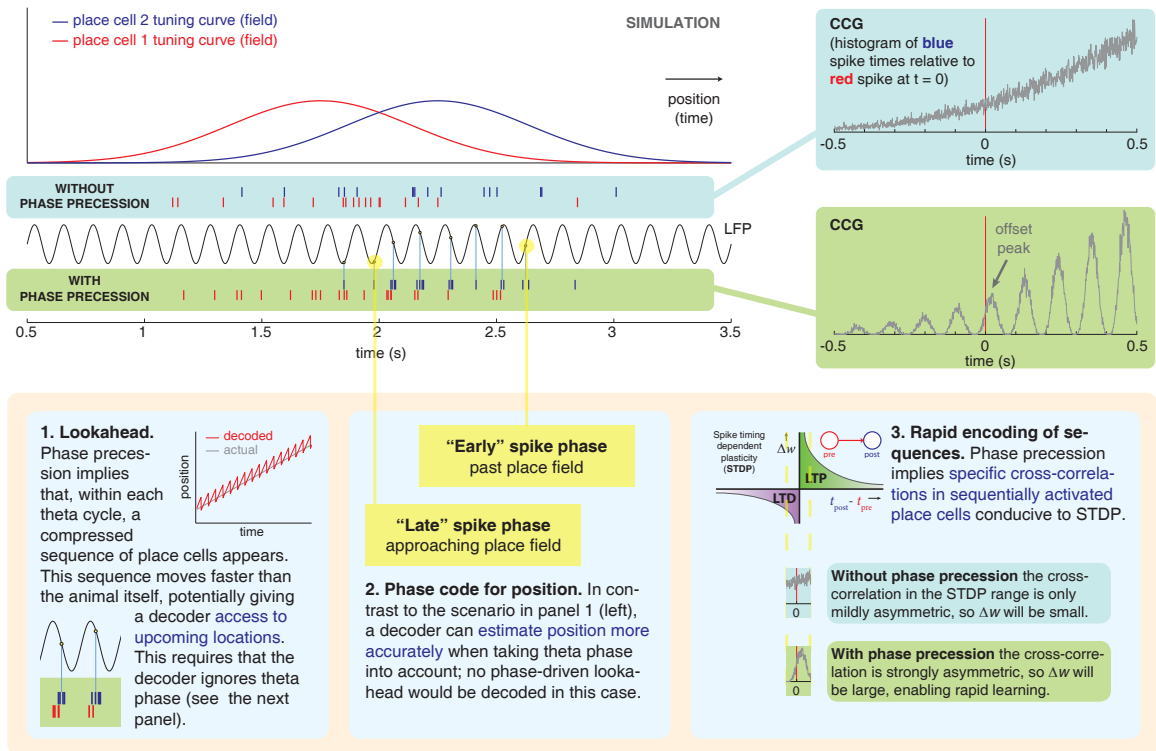 place cell 2 tuning curve (field)
place cell 1 tuning curve (field)
SIMULATION
position
(time)
CCG
(histogram of blue
spike times relative to
red spike at t = 0)
-0.5 0 0.5
time (s)
WITHOUT
PHASE PRECESSION
LFP
WITH
PHASE PRECESSION
0.5 1 1.5 2 2.5 3 3.5
time (s)
CCG
offset
peak
-0.5 0 0.5
time (s)
1. Lookahead.
Phase preces-
sion implies
that, within each
theta cycle, a
compressed
sequence of place cells appears.
This sequence moves faster than
the animal itself, potentially giving
a decoder access to
upcoming locations.
This requires that the
decoder ignores theta
phase (see the next
panel).
decoded
actual
position
time
“Early” spike phase
past place field
“Late” spike phase
approaching place field
2. Phase code for position. In con-
trast to the scenario in panel 1 (left),
a decoder can estimate position more
accurately when taking theta phase
into account; no phase-driven looka-
head would be decoded in this case.
Spike timing
dependent
plasticity
(STDP)
Δw
pre
post
LTP
LTD
tpost - tpre
3. Rapid encoding of se-
quences. Phase precession
implies specific cross-correla-
tions in sequentially activated
place cells conducive to STDP.
0
Without phase precession the cross-
correlation in the STDP range is only
mildly asymmetric, so Δw will be small.
0
With phase precession the cross-corre-
lation is strongly asymmetric, so Δw will
be large, enabling rapid learning.